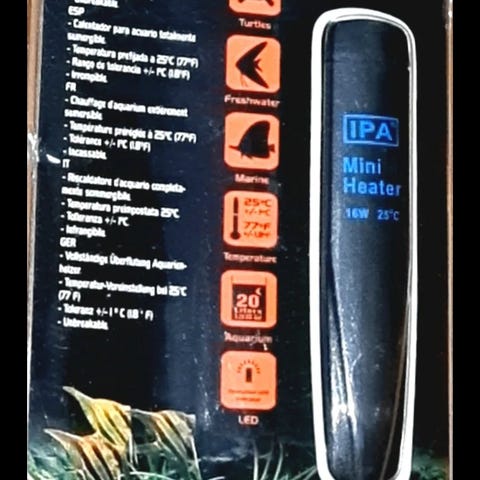 - Unbreakable.
ESP
- Calentador para acuario totalmente
sumergible.
- Temperatura prefijada a 25°C (77°F)
- Rango de tolerancia +/- 1°C (1.8°F)
- Irrompible.
FR
- Chauffage d'aquarium entièrement
submersible
- Température préréglée à 25°C (77°F)
- Tolérance +/- 1°C (1.8°F)
- Incassable.
IT
- Riscaldatore d'acquario completa-
mente sommergibile.
- Temperatura preimpostata 25°C
- Tolleranza +/- 1°C
- Infrangibile.
GER
- Vollständige Überflutung Aquarien-
heizer.
- Temperatur-Voreinstellung bei 25°C
(77 F)
- Toleranz +/- 1 ° C (1.8 ° F)
- Unbreakable.
Turtles
Freshwater
Marine
25°C
+/-1°C
77°F
Temperature
20
Liters
Aquarium
LED
IPA
Mini
Heater
16W 25°C